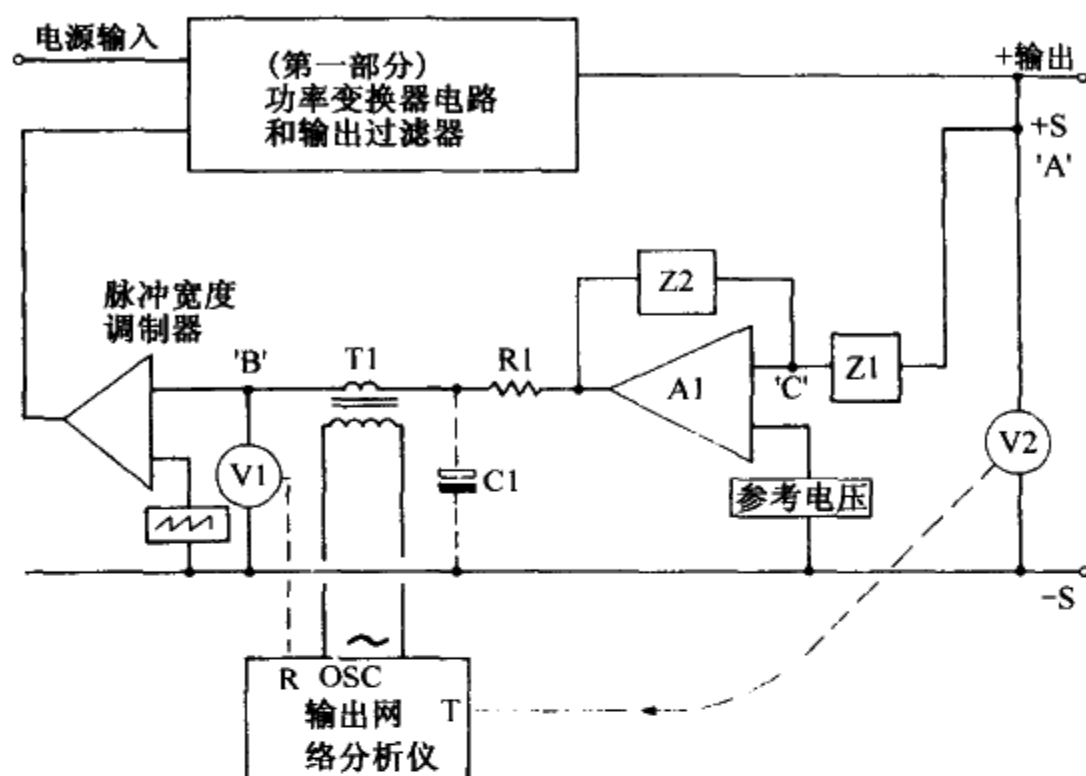 电源输入
(第一部分)
功率变换器电路
和输出过滤器
+输出
+S
'A'
脉冲宽度
调制器
'B'
T1
R1
Z2
A1
'C'
Z1
V1
C1
V2
参考电压
-S
R
OSC
T
输出网
络分析仪